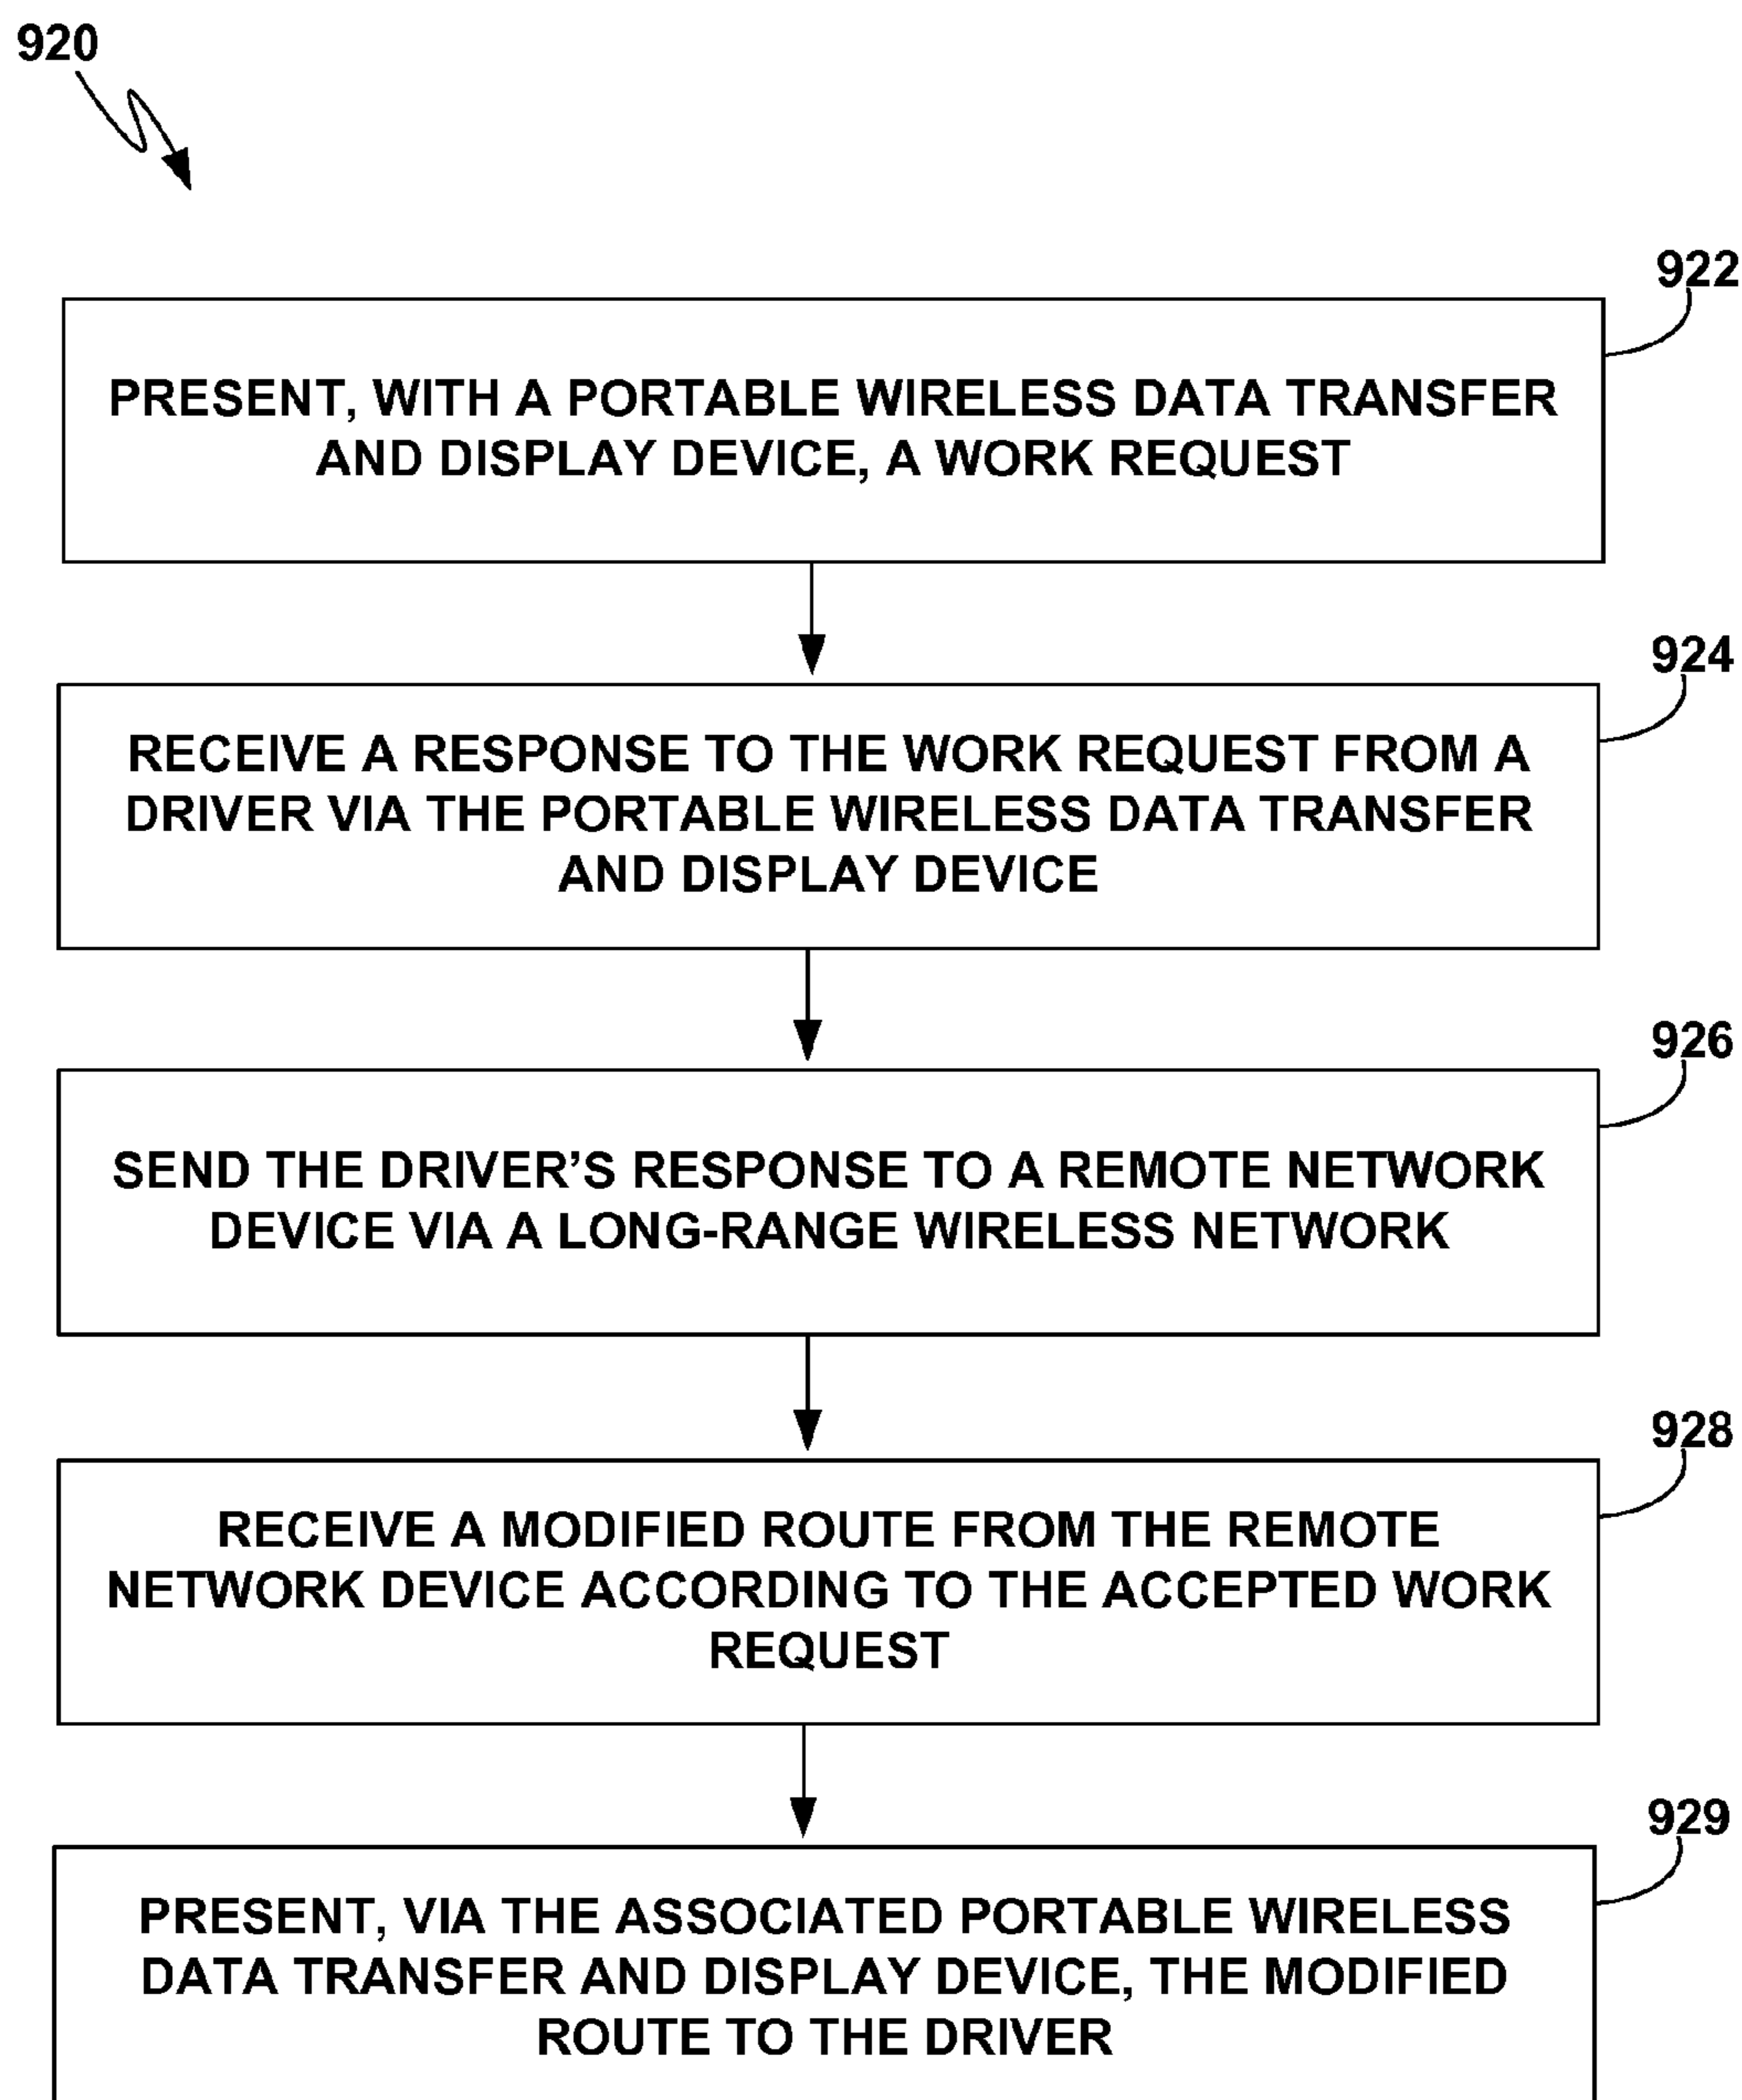 920
922
PRESENT, WITH A PORTABLE WIRELESS DATA TRANSFER
AND DISPLAY DEVICE, A WORK REQUEST
924
RECEIVE A RESPONSE TO THE WORK REQUEST FROM A
DRIVER VIA THE PORTABLE WIRELESS DATA TRANSFER
AND DISPLAY DEVICE
926
SEND THE DRIVER’S RESPONSE TO A REMOTE NETWORK
DEVICE VIA A LONG-RANGE WIRELESS NETWORK
928
RECEIVE A MODIFIED ROUTE FROM THE REMOTE
NETWORK DEVICE ACCORDING TO THE ACCEPTED WORK
REQUEST
929
PRESENT, VIA THE ASSOCIATED PORTABLE WIRELESS
DATA TRANSFER AND DISPLAY DEVICE, THE MODIFIED
ROUTE TO THE DRIVER